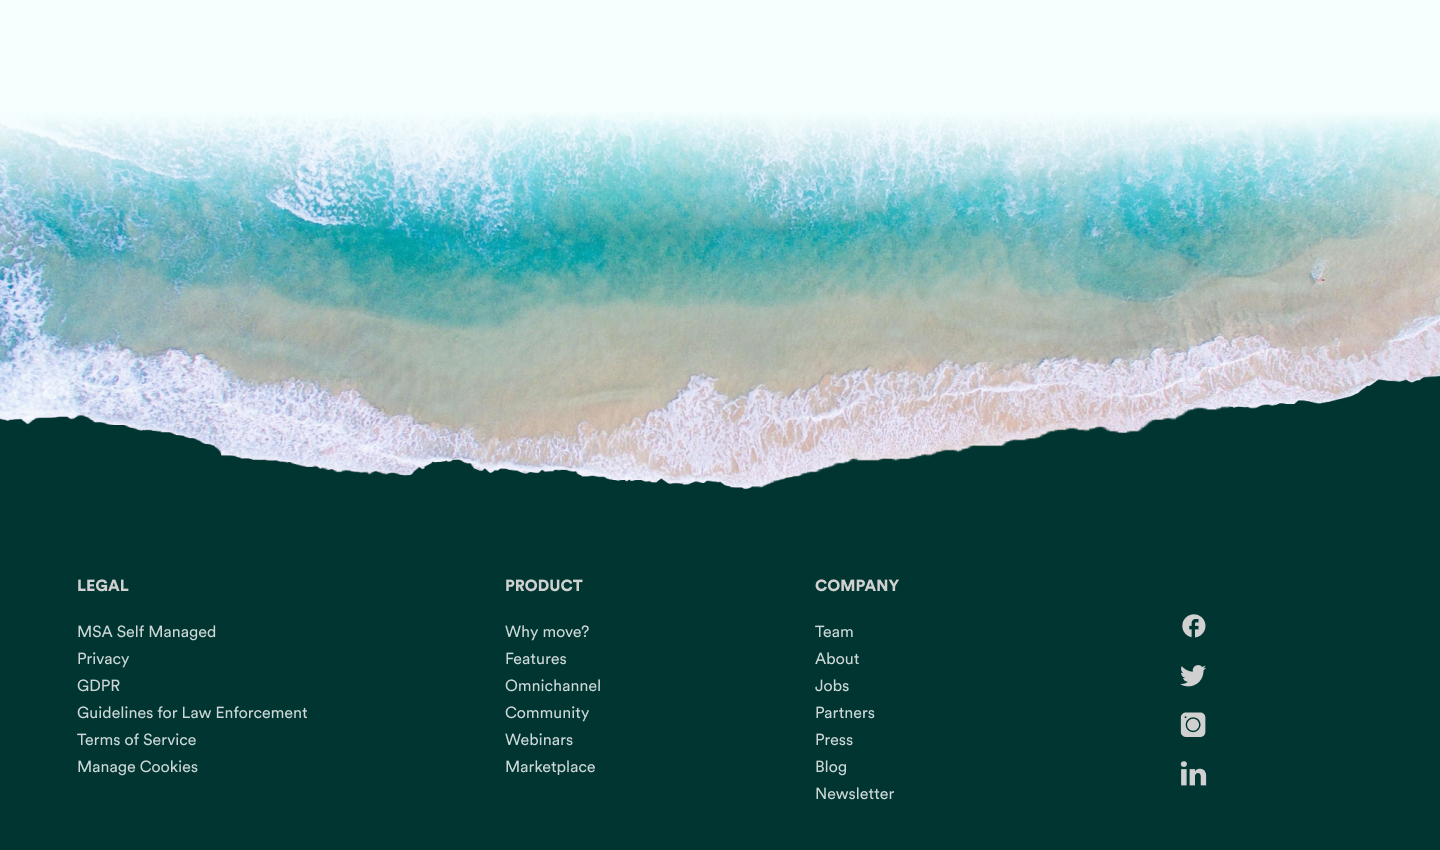 LEGAL
MSA Self Managed
Privacy
GDPR
Guidelines for Law Enforcement
Terms of Service
Manage Cookies
PRODUCT
Why move?
Features
Omnichannel
Community
Webinars
Marketplace
COMPANY
Team
About
Jobs
Partners
Press
Blog
Newsletter